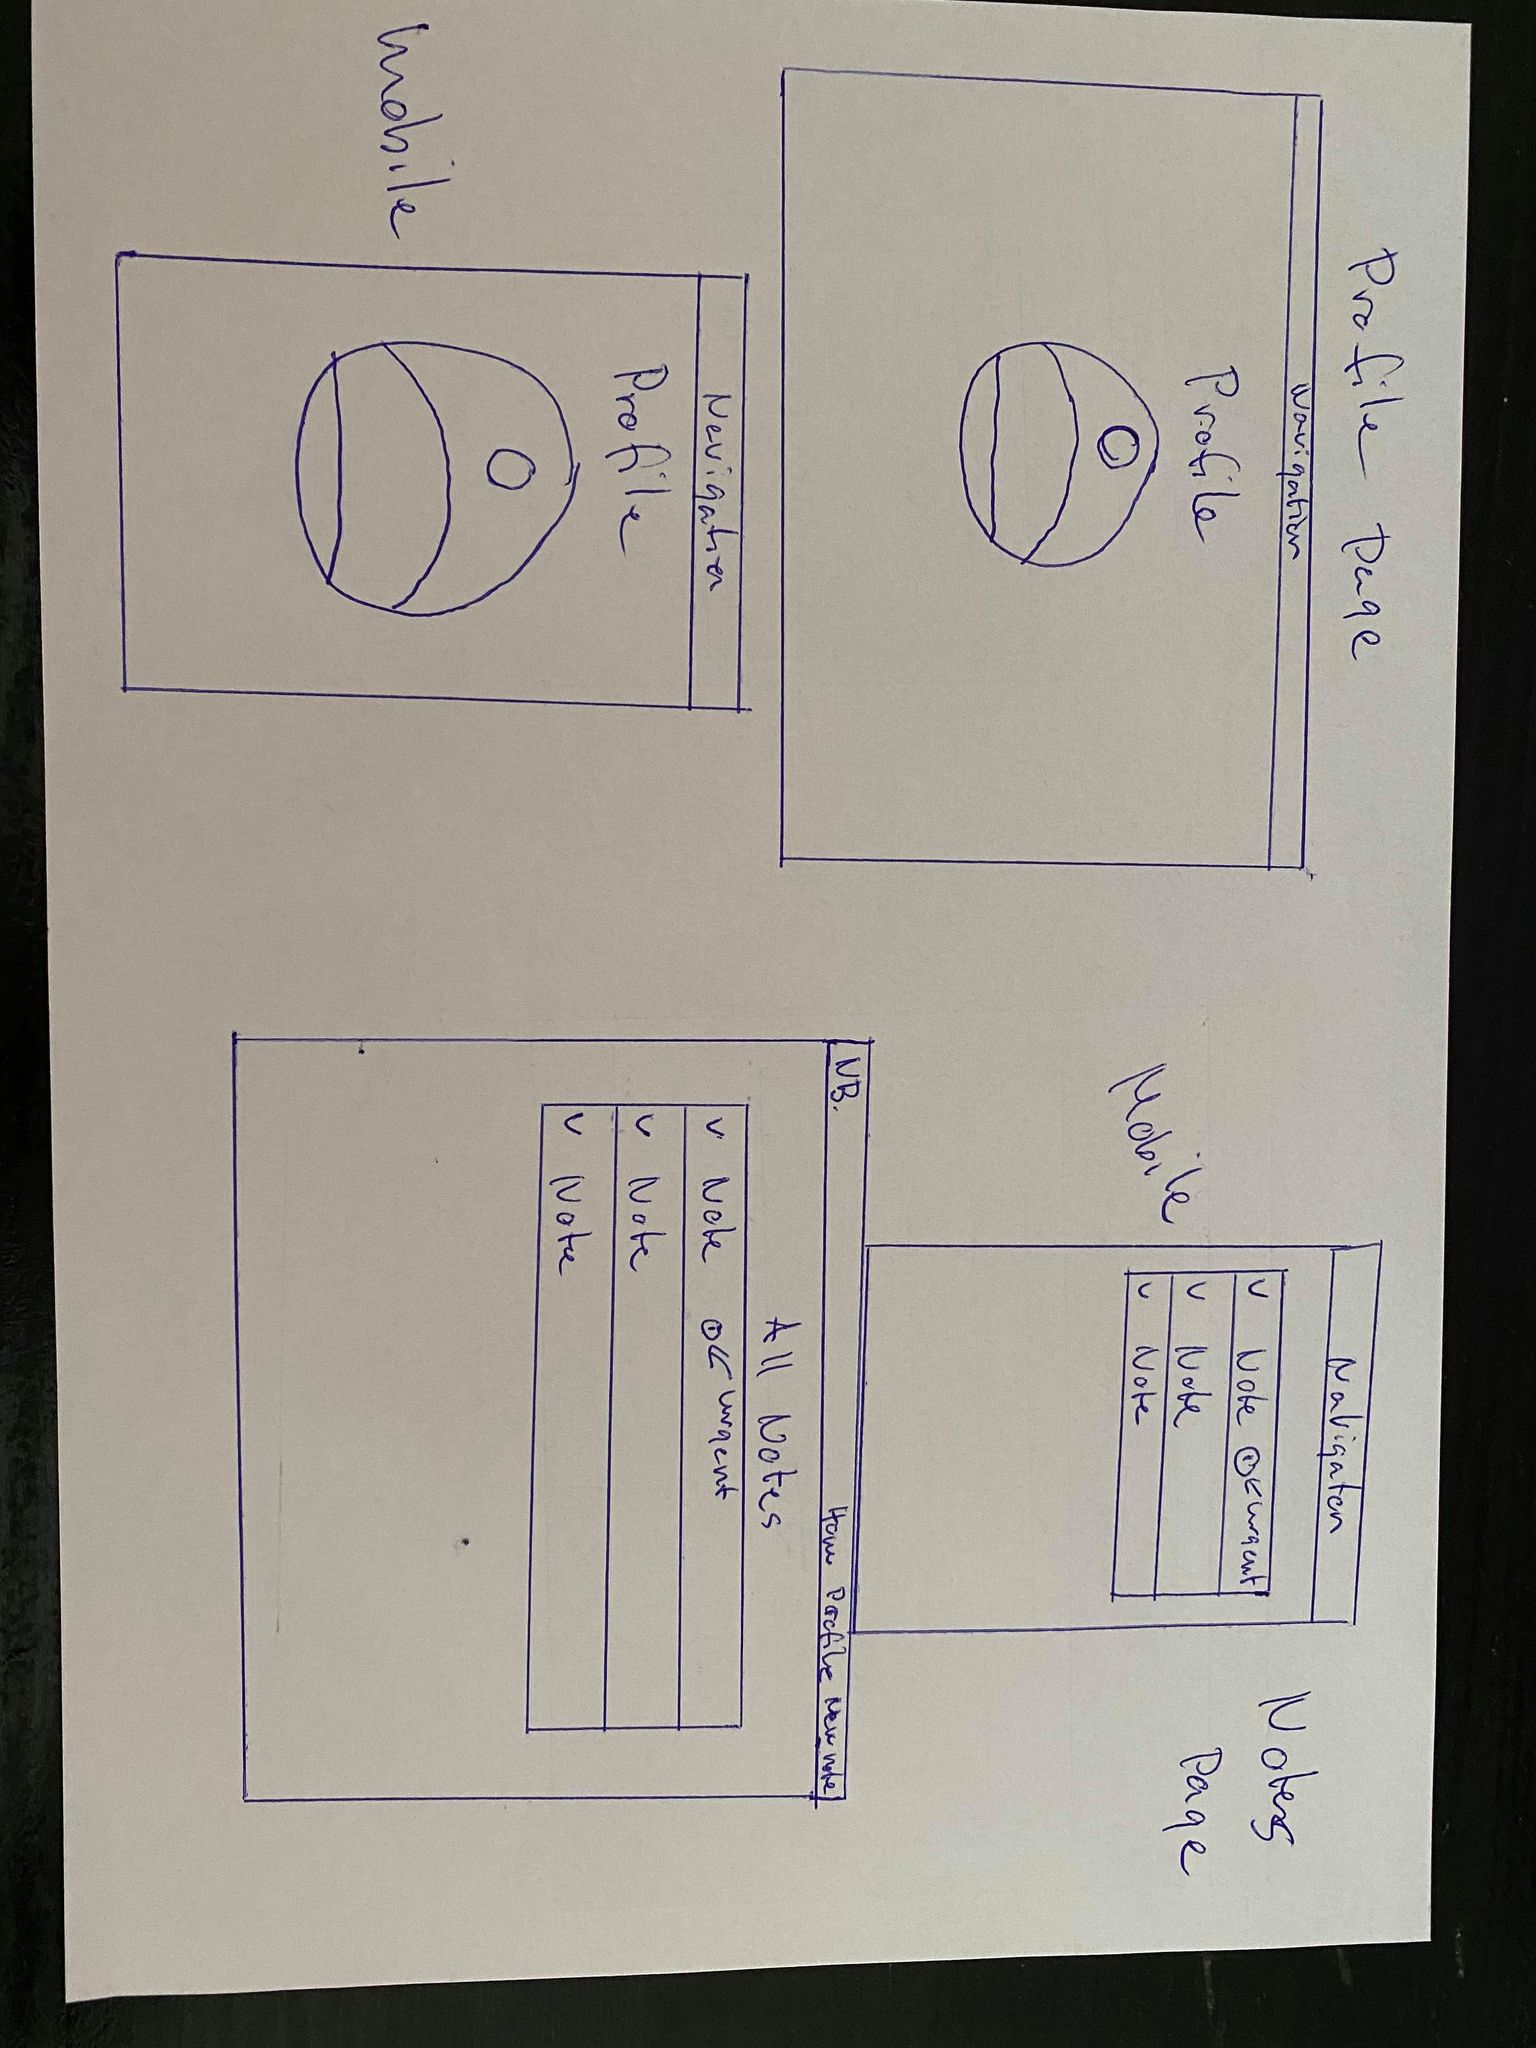 Profile Page
Navigation
Profile
Navigation
Profile
mobile
Notes
Page
Mobile
Navigaton
v Note ! < urgent
v Note
v Note
NB. Home Profile New note
All Notes
v Note < urgent
v Note
v Note